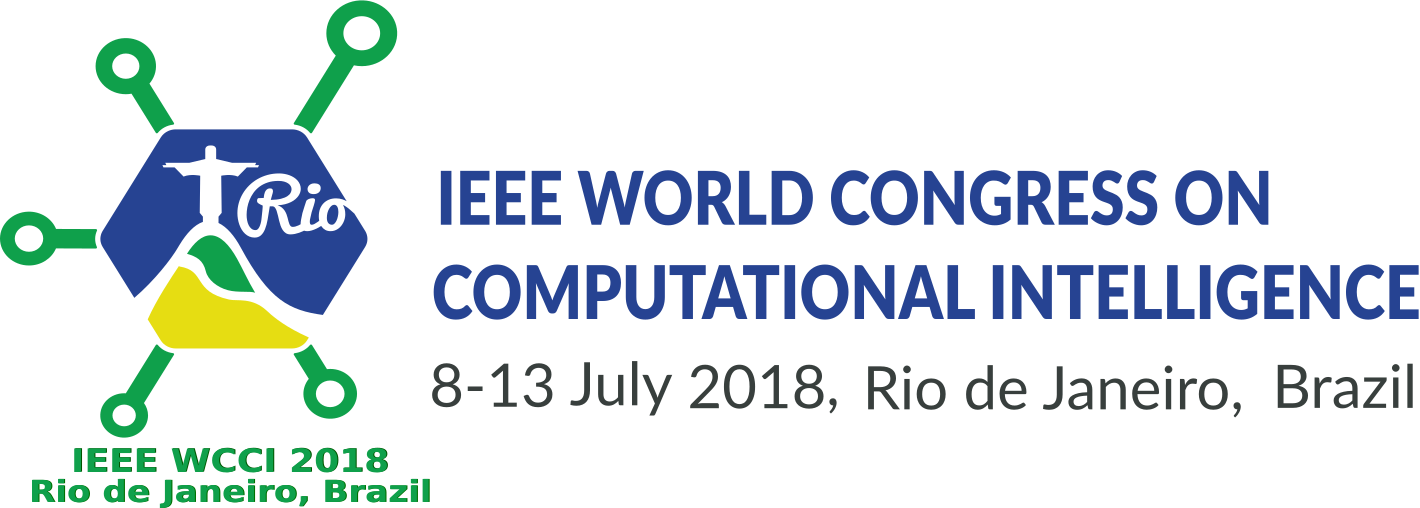 Rio
IEEE WORLD CONGRESS ON
COMPUTATIONAL INTELLIGENCE
8-13 July 2018, Rio de Janeiro, Brazil
IEEE WCCI 2018
Rio de Janeiro, Brazil